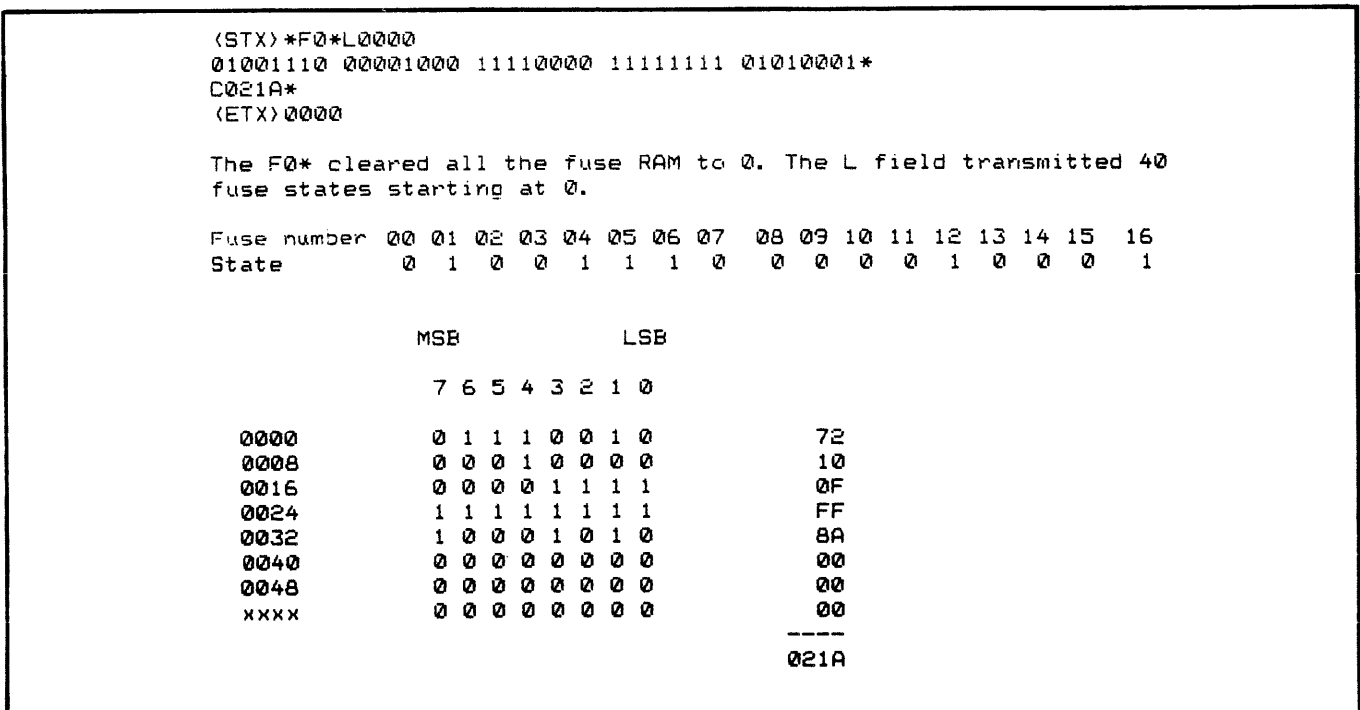 <STX>*F0*L0000
01001110 00001000 11110000 11111111 01010001*
C021A*
<ETX>0000
The F0* cleared all the fuse RAM to 0. The L field transmitted 40
fuse states starting at 0.
Fuse number 00 01 02 03 04 05 06 07 08 09 10 11 12 13 14 15 16
State 0 1 0 0 1 1 1 0 0 0 0 0 1 0 0 0 1
MSB LSB
7 6 5 4 3 2 1 0
0000 0 1 1 1 0 0 1 0 72
0008 0 0 0 1 0 0 0 0 10
0016 0 0 0 0 1 1 1 1 0F
0024 1 1 1 1 1 1 1 1 FF
0032 1 0 0 0 1 0 1 0 8A
0040 0 0 0 0 0 0 0 0 00
0048 0 0 0 0 0 0 0 0 00
xxxx 0 0 0 0 0 0 0 0 00
----
021A